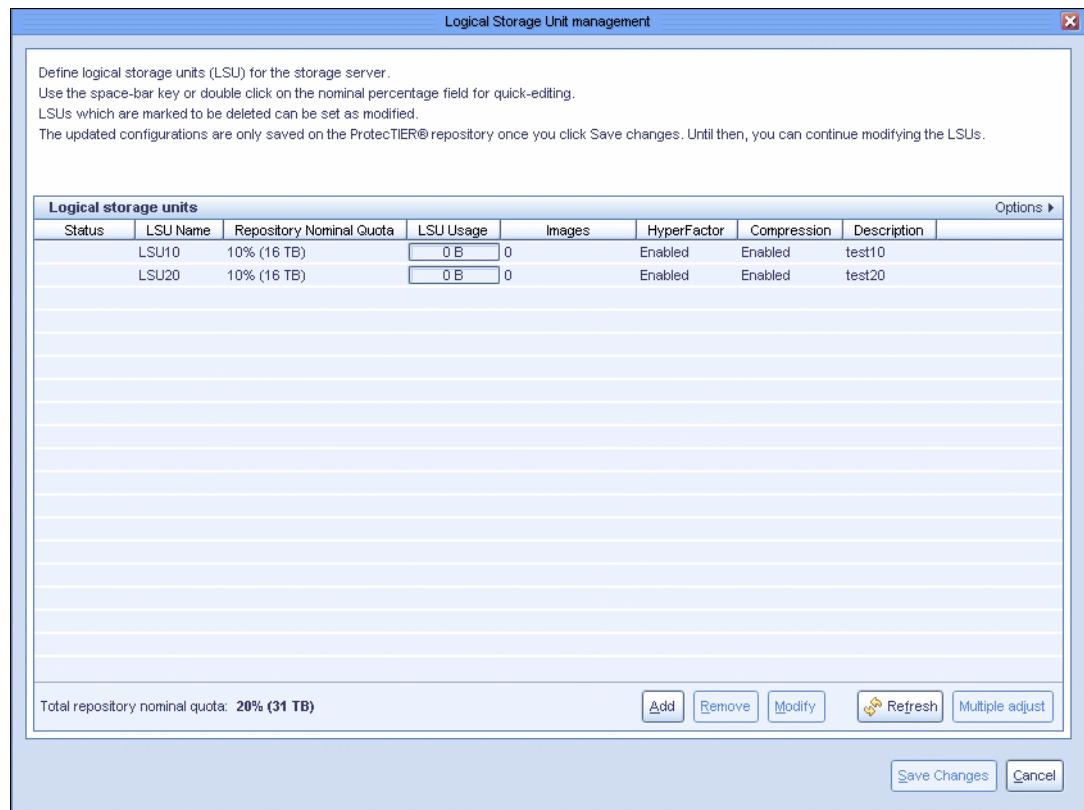 Logical Storage Unit management
Define logical storage units (LSU) for the storage server.
Use the space-bar key or double click on the nominal percentage field for quick-editing.
LSUs which are marked to be deleted can be set as modified.
The updated configurations are only saved on the ProtecTIER® repository once you click Save changes. Until then, you can continue modifying the LSUs.
Logical storage units Options
Status LSU Name Repository Nominal Quota LSU Usage Images HyperFactor Compression Description
LSU10 10% (16 TB) 0 B 0 Enabled Enabled test10
LSU20 10% (16 TB) 0 B 0 Enabled Enabled test20
Total repository nominal quota: 20% (31 TB) Add Remove Modify Refresh Multiple adjust
Save Changes Cancel